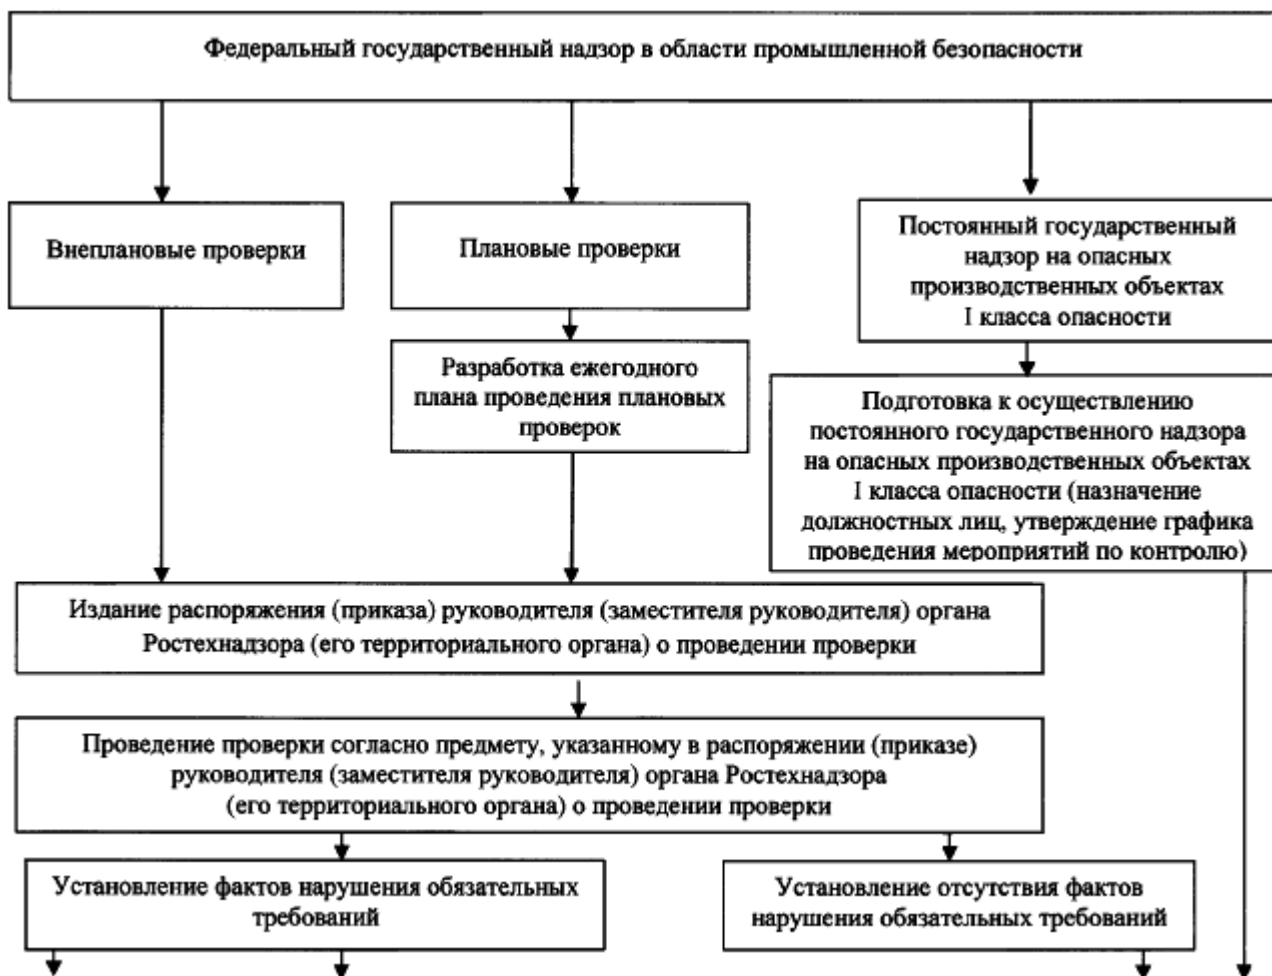 Федеральный государственный надзор в области промышленной безопасности
Внеплановые проверки
Плановые проверки
Постоянный государственный
надзор на опасных
производственных объектах
I класса опасности
Разработка ежегодного
плана проведения плановых
проверок
Подготовка к осуществлению
постоянного государственного надзора
на опасных производственных объектах
I класса опасности (назначение
должностных лиц, утверждение графика
проведения мероприятий по контролю)
Издание распоряжения (приказа) руководителя (заместителя руководителя) органа
Ростехнадзора (его территориального органа) о проведении проверки
Проведение проверки согласно предмету, указанному в распоряжении (приказе)
руководителя (заместителя руководителя) органа Ростехнадзора
(его территориального органа) о проведении проверки
Установление фактов нарушения обязательных
требований
Установление отсутствия фактов
нарушения обязательных требований